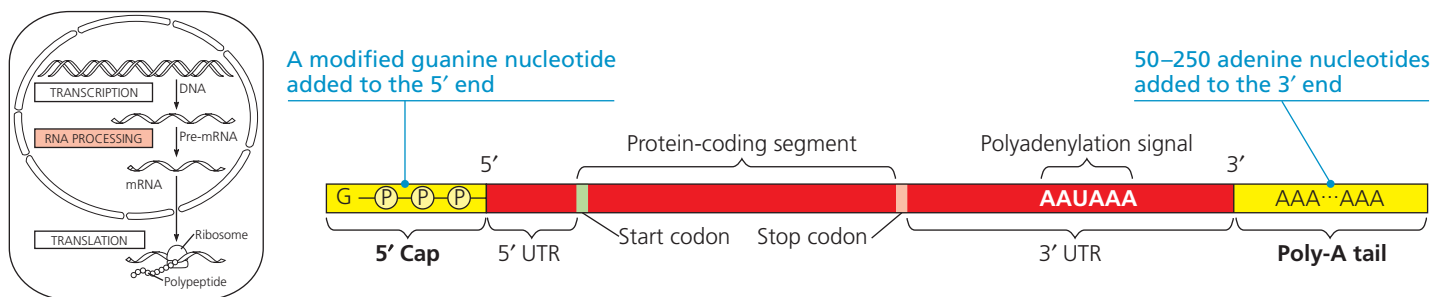 TRANSCRIPTION
DNA
RNA PROCESSING
Pre-mRNA
mRNA
TRANSLATION
Ribosome
Polypeptide
A modified guanine nucleotide
added to the 5′ end
50–250 adenine nucleotides
added to the 3′ end
Protein-coding segment
Polyadenylation signal
5′
3′
G P P P
AAUAAA
AAA···AAA
Start codon
Stop codon
5′ Cap
5′ UTR
3′ UTR
Poly-A tail